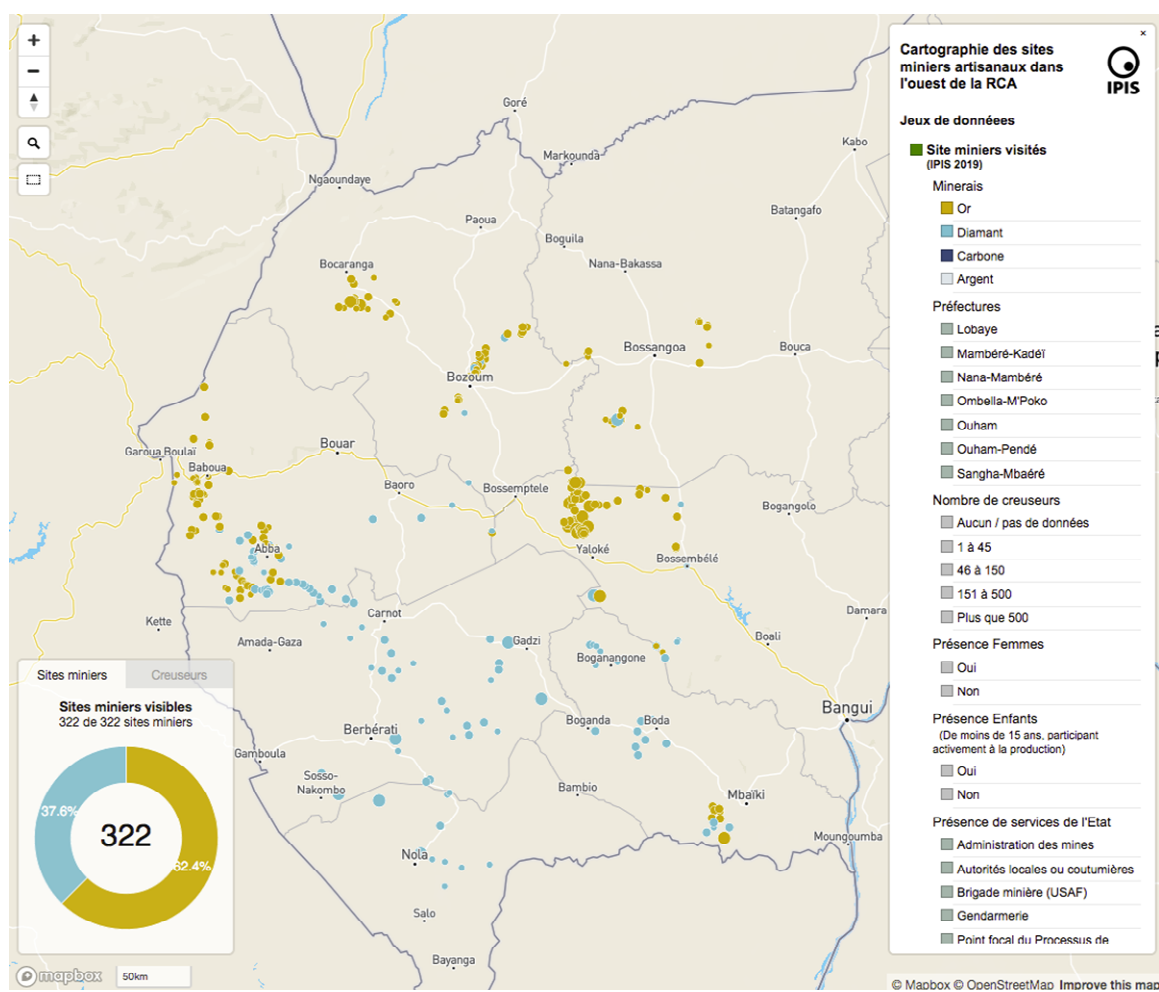 Goré
Kabo
Markounda
Ngaoundaye
Batangafo
Paoua
Boguila
Bocaranga
Nana-Bakassa
Bossangoa
Bouca
Bozoum
Garoua Boulaï
Bouar
Baboua
Baoro
Bossemptele
Bogangolo
Abba
Yaloké
Bossembélé
Damara
Kette
Carnot
Amada-Gaza
Gadzi
Boali
Boganangone
Bangui
Boganda
Boda
Berbérati
Gamboula
Sosso-
Nakombo
Bambio
Mbaïki
Moungoumba
Nola
Salo
Bayanga
Sites miniers
Creuseurs
Sites miniers visibles
322 de 322 sites miniers
37.6%
322
62.4%
mapbox
50km
×
Cartographie des sites
miniers artisanaux dans
l'ouest de la RCA
IPIS
Jeux de donnéees
Site miniers visités
(IPIS 2019)
Minerais
Or
Diamant
Carbone
Argent
Préfectures
Lobaye
Mambéré-Kadéï
Nana-Mambéré
Ombella-M'Poko
Ouham
Ouham-Pendé
Sangha-Mbaéré
Nombre de creuseurs
Aucun / pas de données
1 à 45
46 à 150
151 à 500
Plus que 500
Présence Femmes
Oui
Non
Présence Enfants
(De moins de 15 ans, participant
activement à la production)
Oui
Non
Présence de services de l'Etat
Administration des mines
Autorités locales ou coutumières
Brigade minière (USAF)
Gendarmerie
Point focal du Processus de
© Mapbox © OpenStreetMap Improve this map